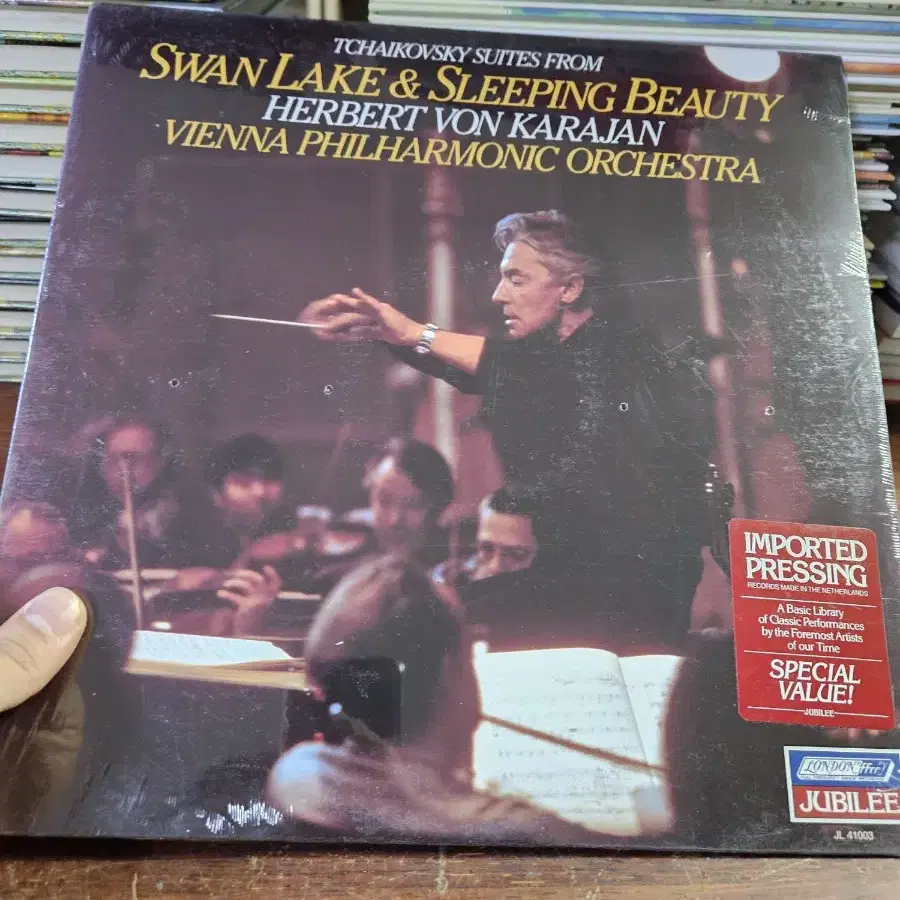 TCHAIKOVSKY SUITES FROM
SWAN LAKE & SLEEPING BEAUTY
HERBERT VON KARAJAN
VIENNA PHILHARMONIC ORCHESTRA
IMPORTED
PRESSING
RECORDS MADE IN THE NETHERLANDS
A Basic Library
of Classic Performances
by the Foremost Artists
of our Time
SPECIAL
VALUE!
JUBILEE
LONDON ffrr
JUBILEE
JL 41003